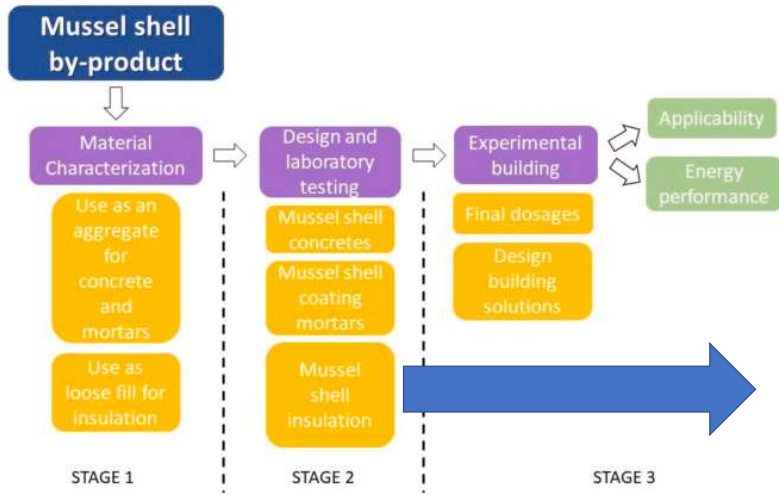 Mussel shell
by-product
Material
Characterization
Use as an
aggregate
for
concrete
and
mortars
Use as
loose fill for
insulation
Design and
laboratory
testing
Mussel shell
concretes
Mussel shell
coating
mortars
Mussel
shell
insulation
Experimental
building
Final dosages
Design
building
solutions
Applicability
Energy
performance
STAGE 1
STAGE 2
STAGE 3